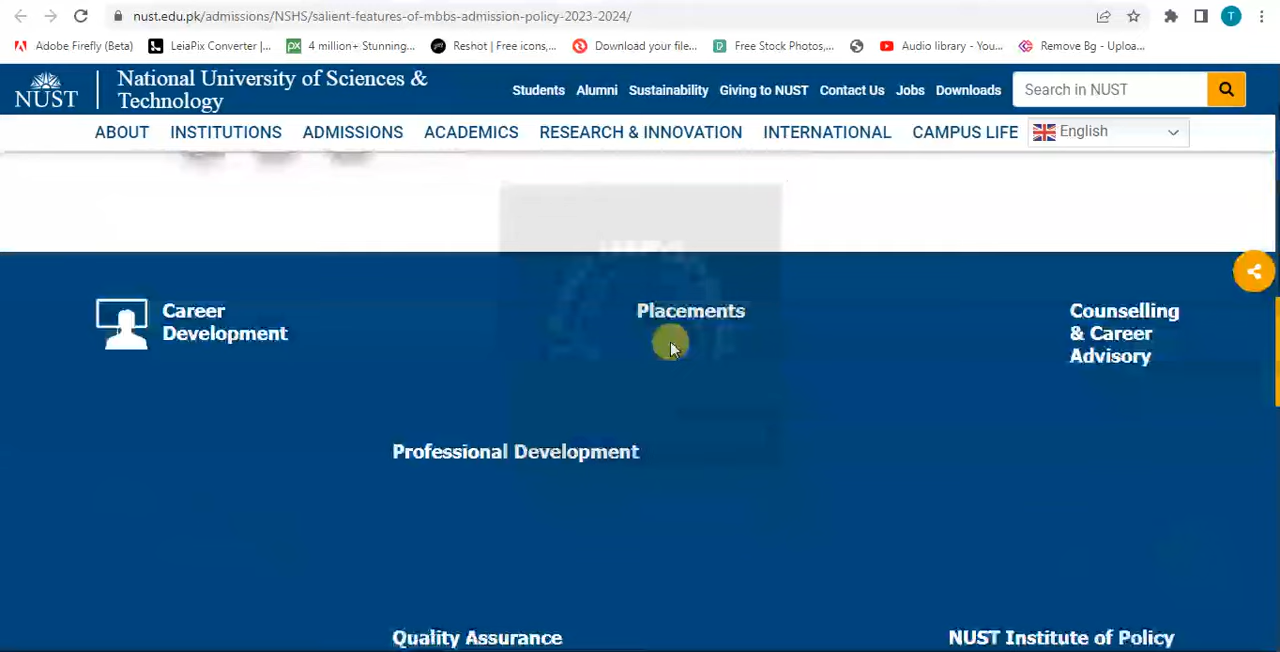 nust.edu.pk/admissions/NSHS/salient-features-of-mbbs-admission-policy-2023-2024/
T
Adobe Firefly (Beta)
LeiaPix Converter |...
px
4 million+ Stunning...
Reshot | Free icons,...
Download your file...
Free Stock Photos,...
Audio library - You...
Remove Bg - Uploa...
NUST
National University of Sciences &
Technology
Students
Alumni
Sustainability
Giving to NUST
Contact Us
Jobs
Downloads
Search in NUST
ABOUT
INSTITUTIONS
ADMISSIONS
ACADEMICS
RESEARCH & INNOVATION
INTERNATIONAL
CAMPUS LIFE
English
Career
Development
Placements
Counselling
& Career
Advisory
Professional Development
Quality Assurance
NUST Institute of Policy